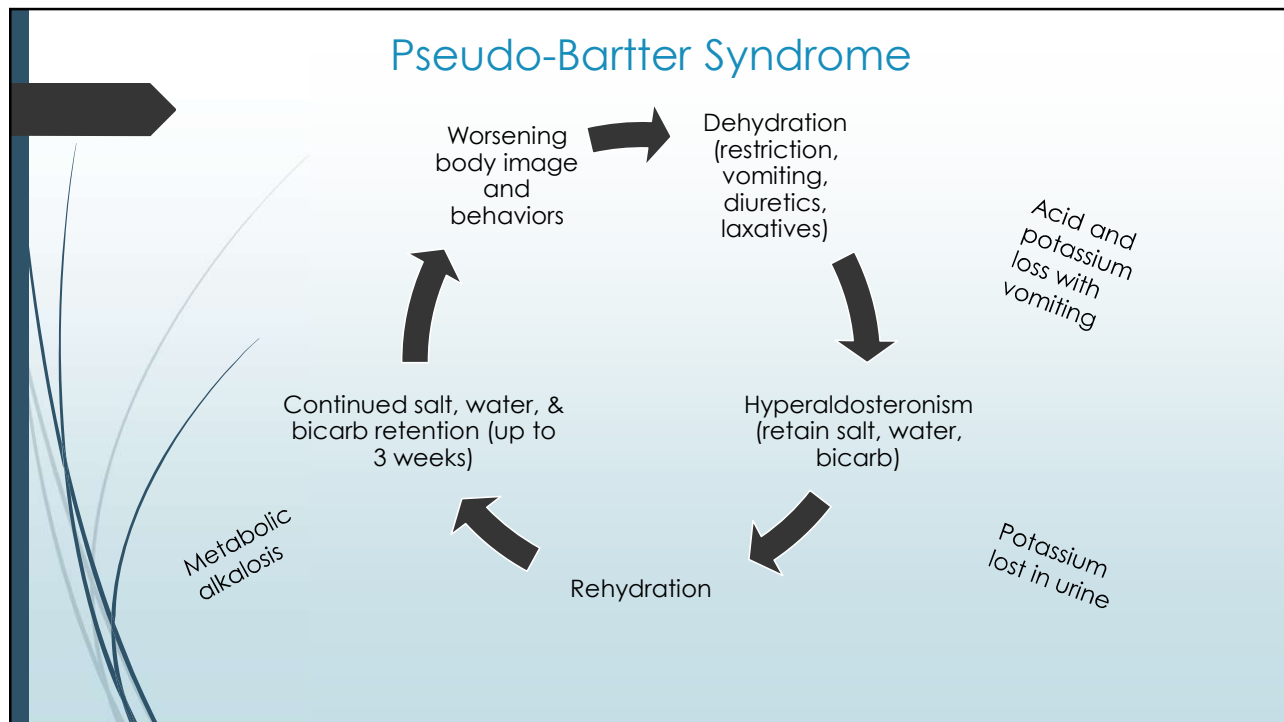 Pseudo-Bartter Syndrome
Worsening
body image
and
behaviors
Dehydration
(restriction,
vomiting,
diuretics,
laxatives)
Acid and
potassium
loss with
vomiting
Hyperaldosteronism
(retain salt, water,
bicarb)
Potassium
lost in urine
Rehydration
Continued salt, water, &
bicarb retention (up to
3 weeks)
Metabolic
alkalosis